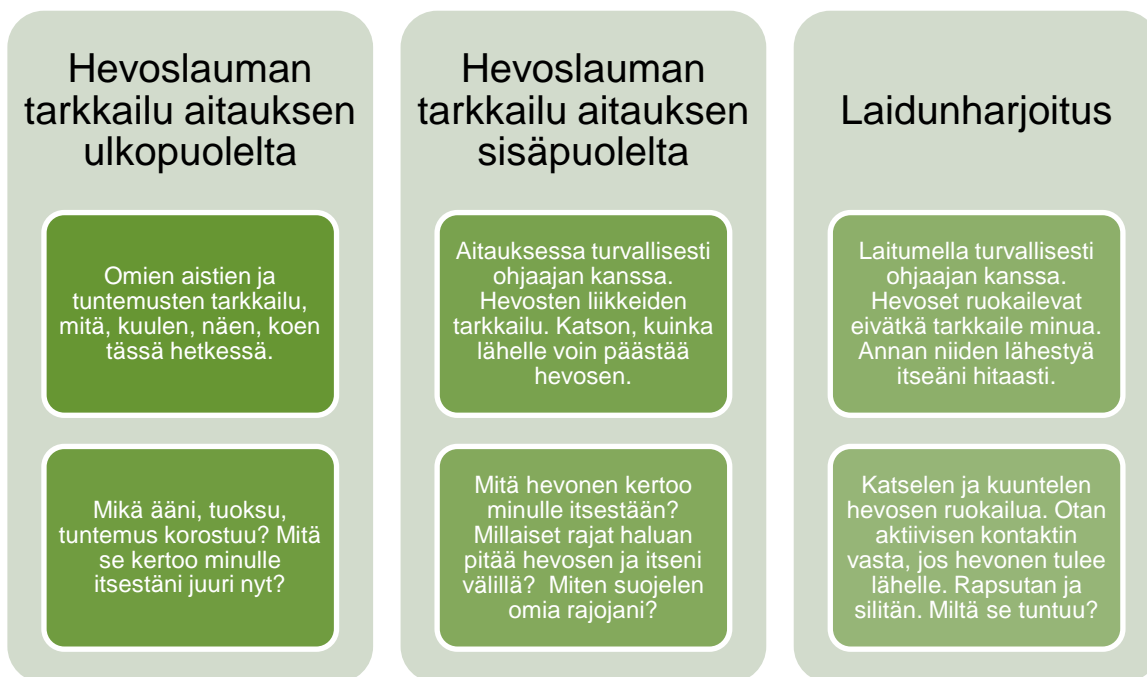 Hevoslauman
tarkkailu aitauksen
ulkopuolelta
Omien aistien ja
tuntemusten tarkkailu,
mitä, kuulen, näen, koen
tässä hetkessä.
Mikä ääni, tuoksu,
tuntemus korostuu? Mitä
se kertoo minulle
itsestäni juuri nyt?
Hevoslauman
tarkkailu aitauksen
sisäpuolelta
Aitauksessa turvallisesti
ohjaajan kanssa.
Hevosten liikkeiden
tarkkailu. Katson, kuinka
lähelle voin päästää
hevosen.
Mitä hevonen kertoo
minulle itsestään?
Millaiset rajat haluan
pitää hevosen ja itseni
välillä?  Miten suojelen
omia rajojani?
Laidunharjoitus
Laitumella turvallisesti
ohjaajan kanssa.
Hevoset ruokailevat
eivätkä tarkkaile minua.
Annan niiden lähestyä
itseäni hitaasti.
Katselen ja kuuntelen
hevosen ruokailua. Otan
aktiivisen kontaktin
vasta, jos hevonen tulee
lähelle. Rapsutan ja
silitän. Miltä se tuntuu?